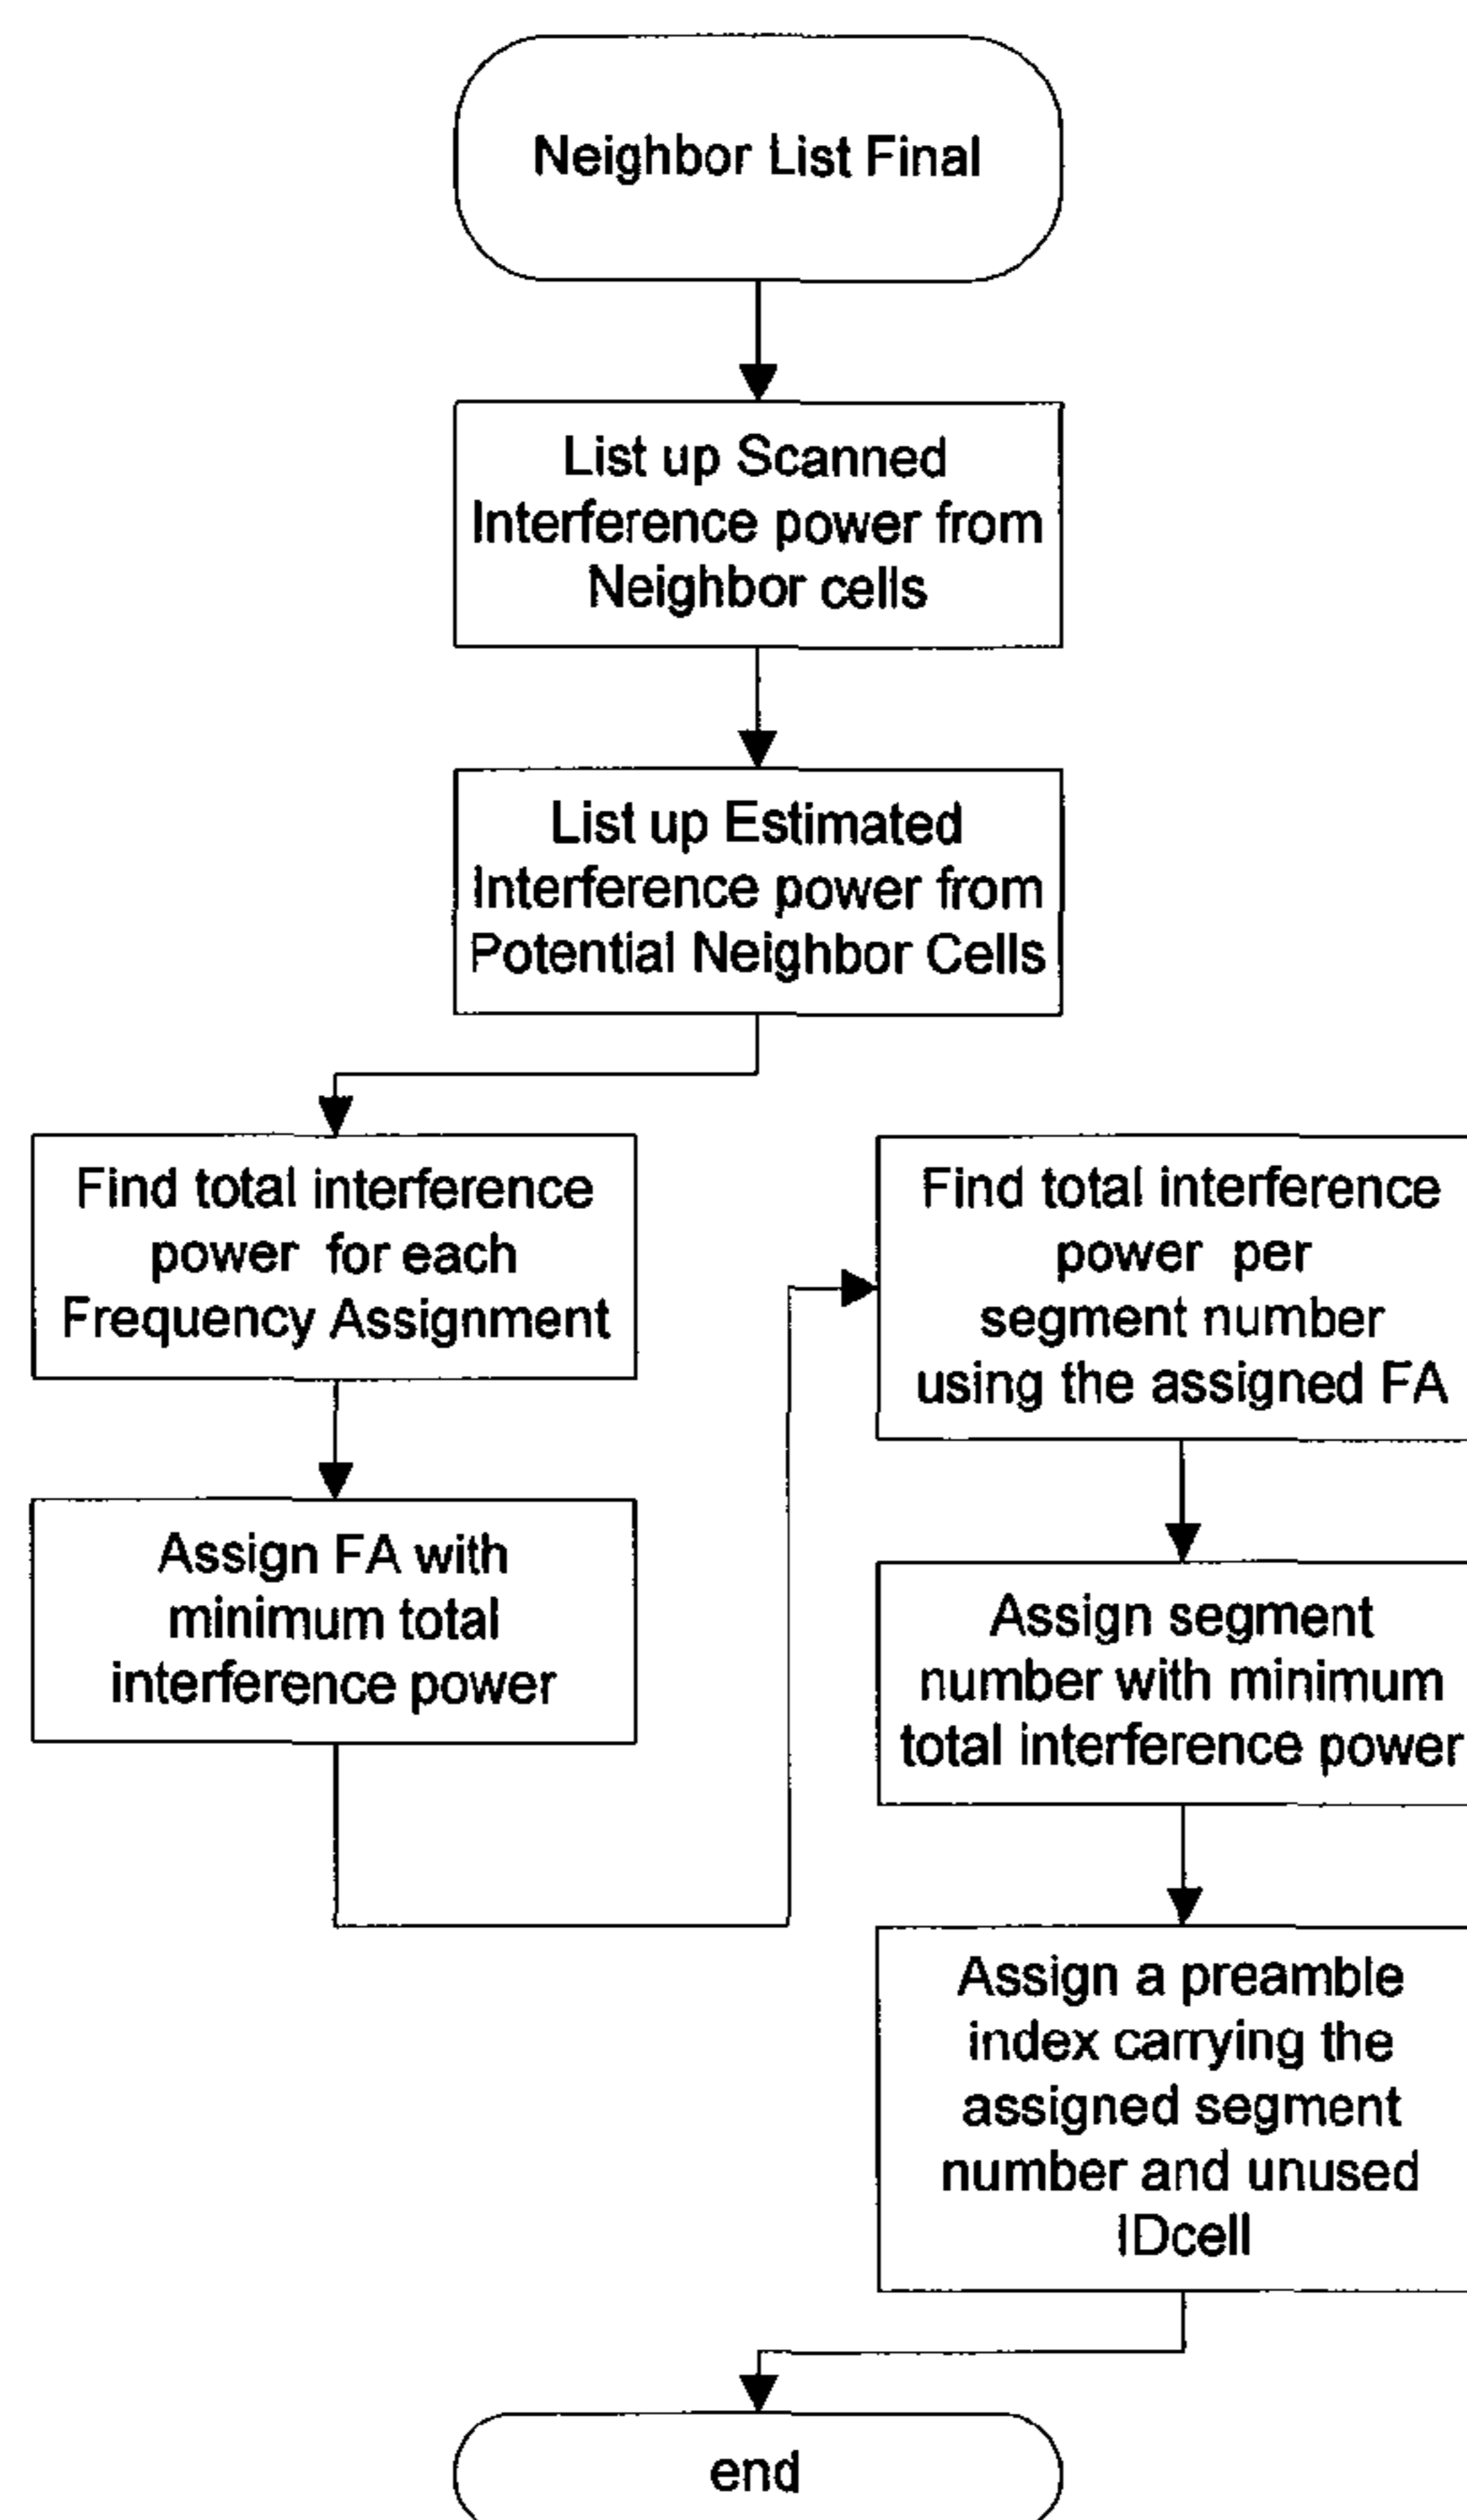 Neighbor List Final
List up Scanned
Interference power from
Neighbor cells
List up Estimated
Interference power from
Potential Neighbor Cells
Find total interference
power for each
Frequency Assignment
Assign FA with
minimum total
interference power
Find total interference
power per
segment number
using the assigned FA
Assign segment
number with minimum
total interference power
Assign a preamble
index carrying the
assigned segment
number and unused
IDcell
end